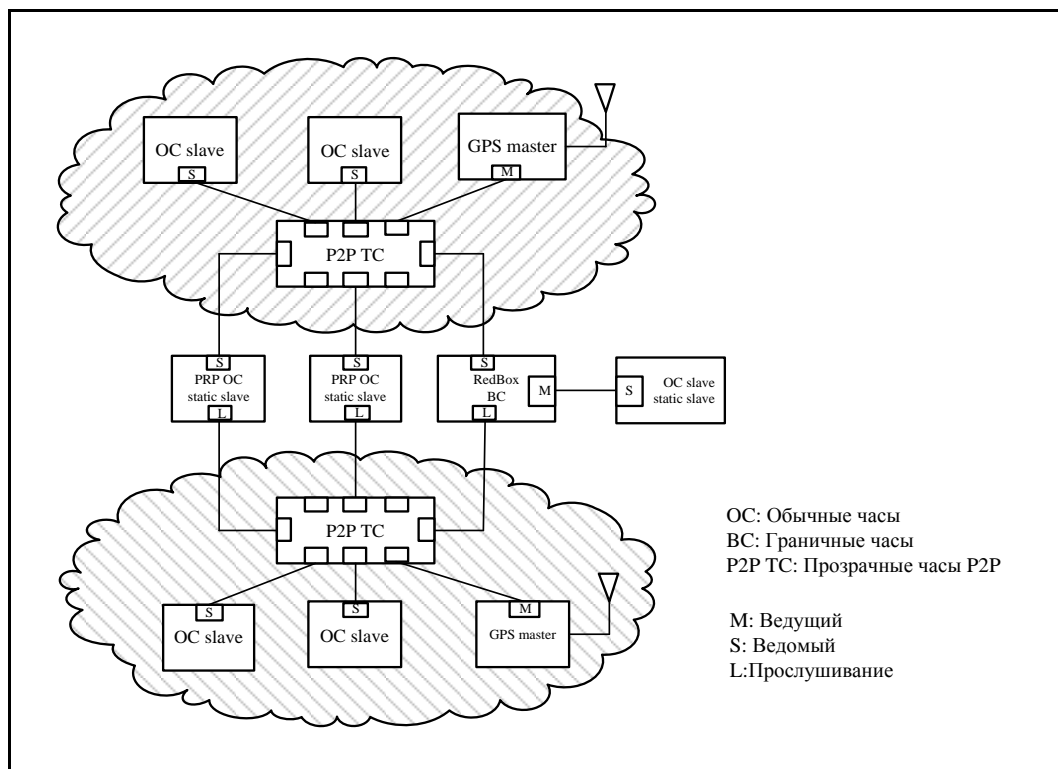 OC slave
S
OC slave
S
GPS master
M
P2P TC
S
PRP OC
static slave
L
S
PRP OC
static slave
L
S
RedBox
BC
M
L
S
OC slave
static slave
P2P TC
S
OC slave
S
OC slave
M
GPS master
OC: Обычные часы
BC: Граничные часы
P2P TC: Прозрачные часы P2P
M: Ведущий
S: Ведомый
L:Прослушивание